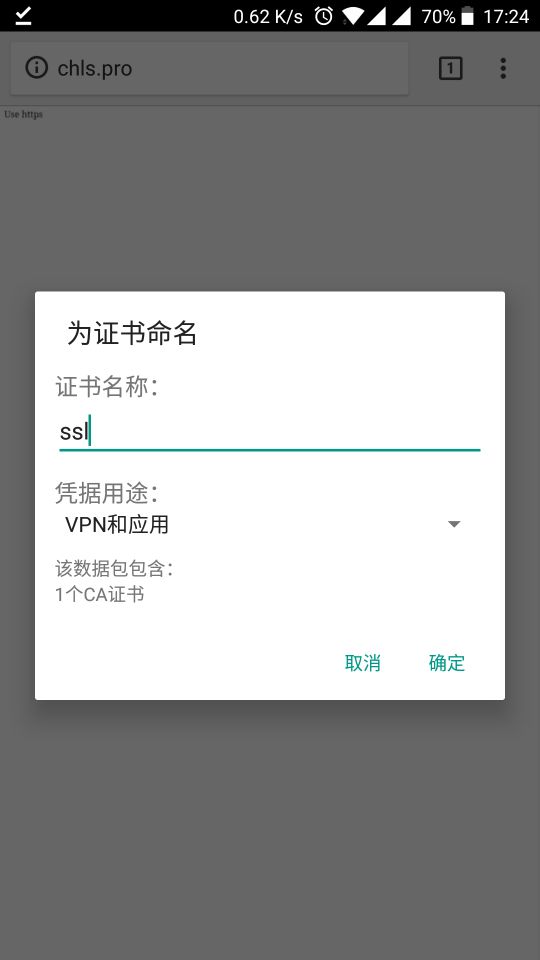 0.62 K/s 70% 17:24
chls.pro 1
Use https
为证书命名
证书名称：
ssl
凭据用途：
VPN和应用
该数据包包含：
1个CA证书
取消 确定